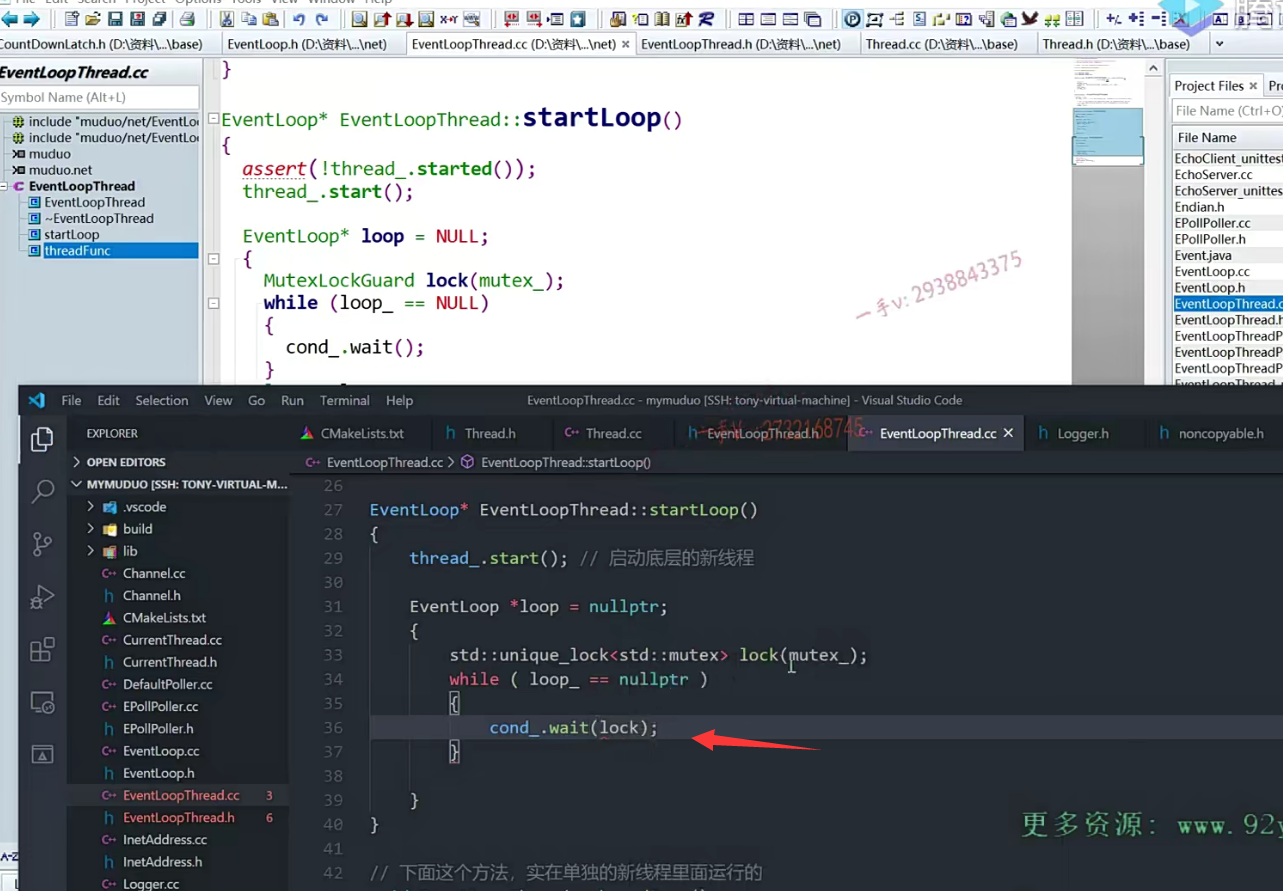 File Edit Search Project Options Tools View Window Help
CountDownLatch.h (D:\资料\...\base) EventLoop.h (D:\资料\...\net) EventLoopThread.cc (D:\资料\...\net) × EventLoopThread.h (D:\资料\...\net) Thread.cc (D:\资料\...\base) Thread.h (D:\资料\...\base)
EventLoopThread.cc
Symbol Name (Alt+L)
include "muduo/net/EventLo
include "muduo/net/EventLo
muduo
muduo.net
EventLoopThread
EventLoopThread
~EventLoopThread
startLoop
threadFunc
}
EventLoop* EventLoopThread::startLoop()
{
assert(!thread_.started());
thread_.start();
EventLoop* loop = NULL;
{
MutexLockGuard lock(mutex_);
while (loop_ == NULL)
{
cond_.wait();
}
一手v: 2938843375
Project Files × Pr
File Name (Ctrl+O)
File Name
EchoClient_unittest
EchoServer.cc
EchoServer_unittes
Endian.h
EPollPoller.cc
EPollPoller.h
Event.java
EventLoop.cc
EventLoop.h
EventLoopThread.c
EventLoopThread.h
EventLoopThreadP
EventLoopThreadP
EventLoopThreadP
File Edit Selection View Go Run Terminal Help
EventLoopThread.cc - mymuduo [SSH: tony-virtual-machine] - Visual Studio Code
EXPLORER
CMakeLists.txt Thread.h Thread.cc EventLoopThread.h EventLoopThread.cc × Logger.h noncopyable.h
OPEN EDITORS
EventLoopThread.cc > EventLoopThread::startLoop()
MYMUDUO [SSH: TONY-VIRTUAL-M...
.vscode
build
lib
Channel.cc
Channel.h
CMakeLists.txt
CurrentThread.cc
CurrentThread.h
DefaultPoller.cc
EPollPoller.cc
EPollPoller.h
EventLoop.cc
EventLoop.h
EventLoopThread.cc 3
EventLoopThread.h 6
InetAddress.cc
InetAddress.h
Logger.cc
26
27 EventLoop* EventLoopThread::startLoop()
28 {
29 thread_.start(); // 启动底层的新线程
30
31 EventLoop *loop = nullptr;
32 {
33 std::unique_lock<std::mutex> lock(mutex_);
34 while ( loop_ == nullptr )
35 {
36 cond_.wait(lock);
37 }
38
39 }
40 }
41
42 // 下面这个方法，实在单独的新线程里面运行的
更多资源: www.92y